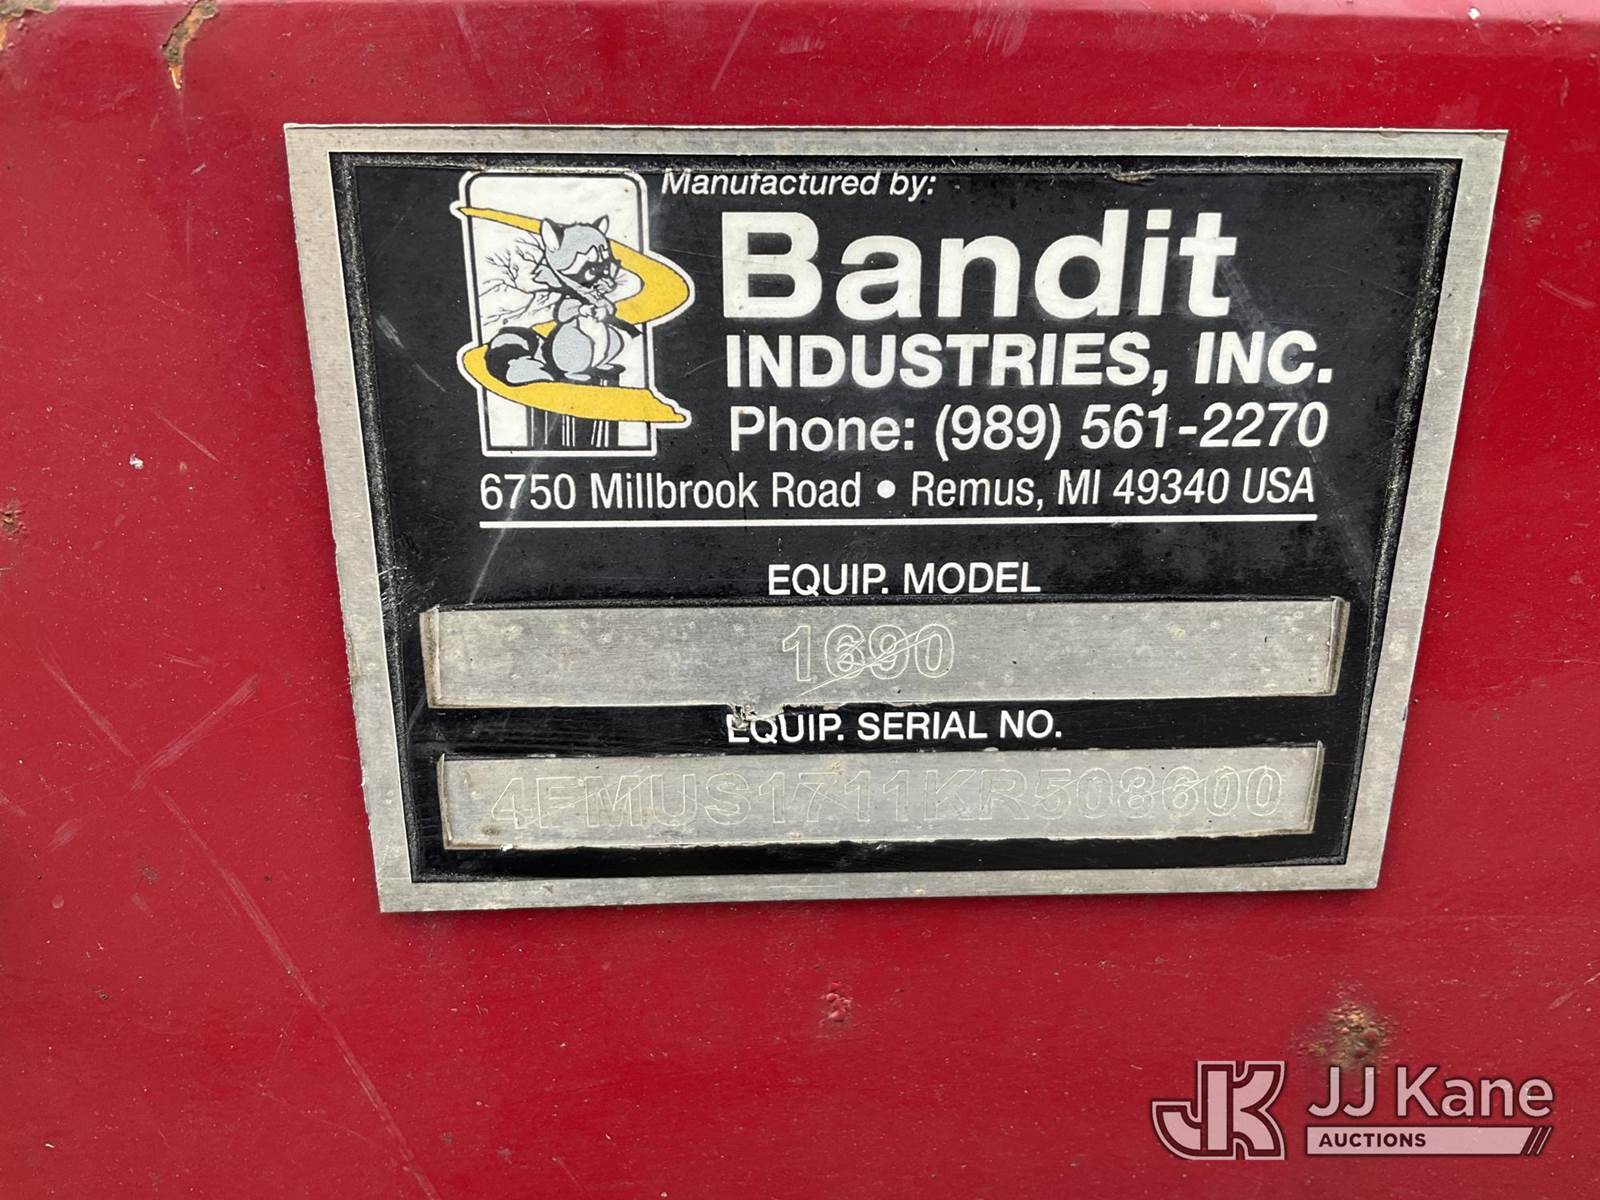 Manufactured by:
Bandit
INDUSTRIES, INC.
Phone: (989) 561-2270
6750 Millbrook Road • Remus, MI 49340 USA
EQUIP. MODEL
1690
EQUIP. SERIAL NO.
4FMUS1711KR508600
JK JJ Kane
AUCTIONS